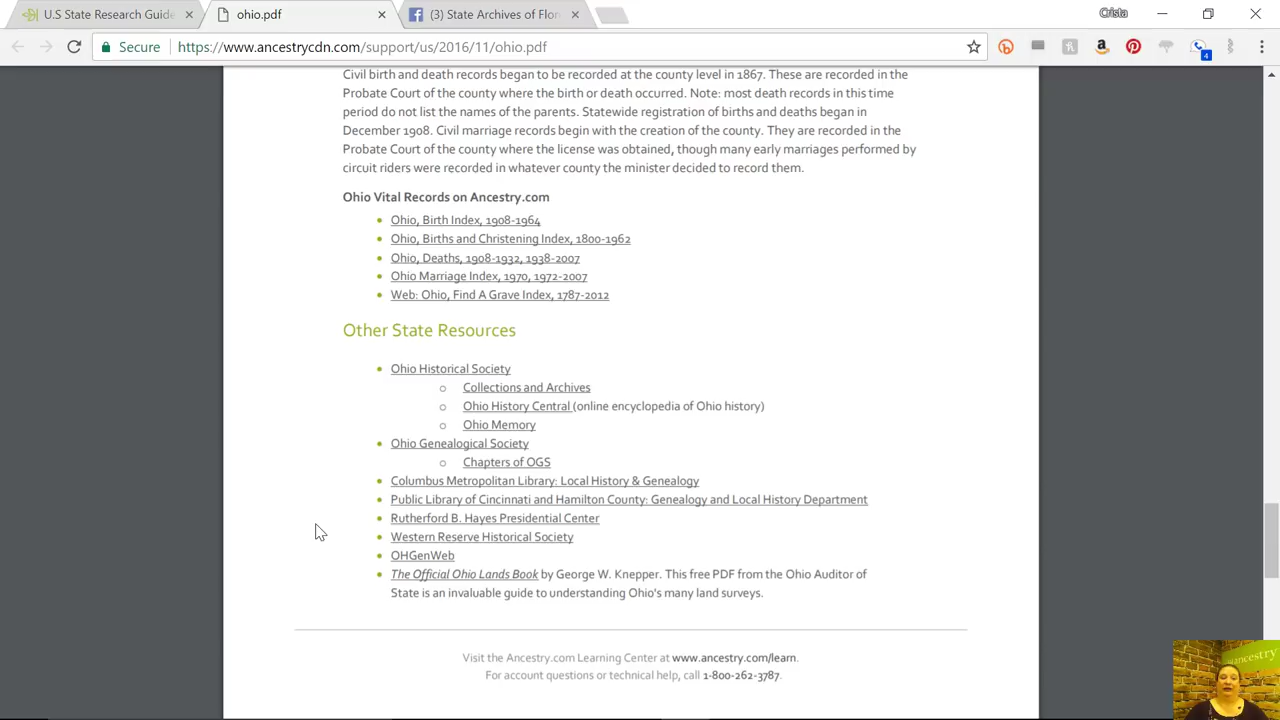 U.S State Research Guide
ohio.pdf
(3) State Archives of Flor
Crista
Secure
https://www.ancestrycdn.com/support/us/2016/11/ohio.pdf
4
Civil birth and death records began to be recorded at the county level in 1867. These are recorded in the
Probate Court of the county where the birth or death occurred. Note: most death records in this time
period do not list the names of the parents. Statewide registration of births and deaths began in
December 1908. Civil marriage records begin with the creation of the county. They are recorded in the
Probate Court of the county where the license was obtained, though many early marriages performed by
circuit riders were recorded in whatever county the minister decided to record them.
Ohio Vital Records on Ancestry.com
Ohio, Birth Index, 1908-1964
Ohio, Births and Christening Index, 1800-1962
Ohio, Deaths, 1908-1932, 1938-2007
Ohio Marriage Index, 1970, 1972-2007
Web: Ohio, Find A Grave Index, 1787-2012
Other State Resources
Ohio Historical Society
Collections and Archives
Ohio History Central (online encyclopedia of Ohio history)
Ohio Memory
Ohio Genealogical Society
Chapters of OGS
Columbus Metropolitan Library: Local History & Genealogy
Public Library of Cincinnati and Hamilton County: Genealogy and Local History Department
Rutherford B. Hayes Presidential Center
Western Reserve Historical Society
OHGenWeb
The Official Ohio Lands Book by George W. Knepper. This free PDF from the Ohio Auditor of
State is an invaluable guide to understanding Ohio's many land surveys.
Visit the Ancestry.com Learning Center at www.ancestry.com/learn.
For account questions or technical help, call 1-800-262-3787.
ancestry